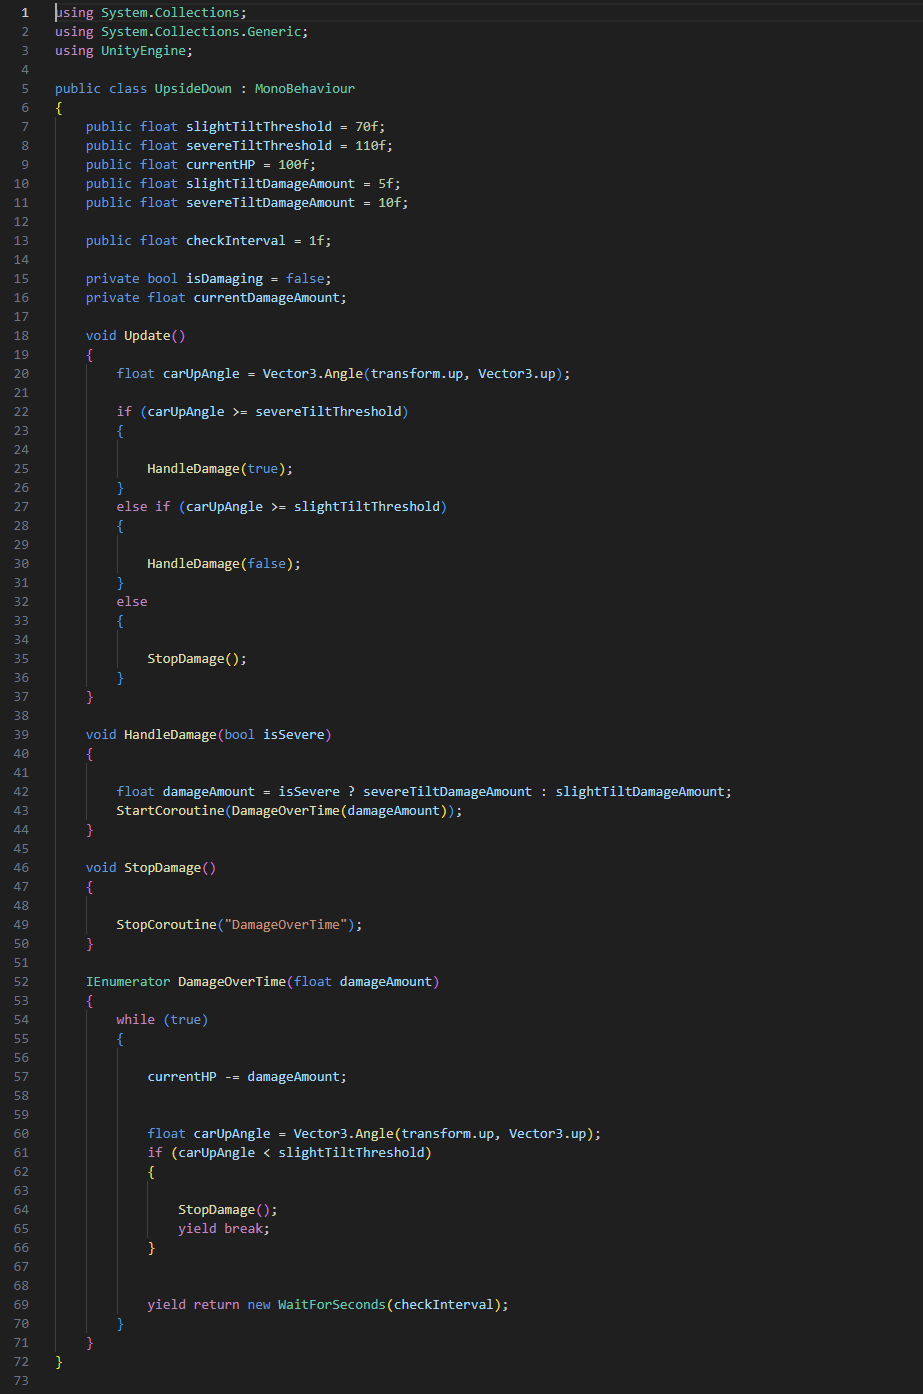 1 using System.Collections;
2 using System.Collections.Generic;
3 using UnityEngine;
4
5 public class UpsideDown : MonoBehaviour
6 {
7     public float slightTiltThreshold = 70f;
8     public float severeTiltThreshold = 110f;
9     public float currentHP = 100f;
10     public float slightTiltDamageAmount = 5f;
11     public float severeTiltDamageAmount = 10f;
12
13     public float checkInterval = 1f;
14
15     private bool isDamaging = false;
16     private float currentDamageAmount;
17
18     void Update()
19     {
20         float carUpAngle = Vector3.Angle(transform.up, Vector3.up);
21
22         if (carUpAngle >= severeTiltThreshold)
23         {
24
25             HandleDamage(true);
26         }
27         else if (carUpAngle >= slightTiltThreshold)
28         {
29
30             HandleDamage(false);
31         }
32         else
33         {
34
35             StopDamage();
36         }
37     }
38
39     void HandleDamage(bool isSevere)
40     {
41
42         float damageAmount = isSevere ? severeTiltDamageAmount : slightTiltDamageAmount;
43         StartCoroutine(DamageOverTime(damageAmount));
44     }
45
46     void StopDamage()
47     {
48
49         StopCoroutine("DamageOverTime");
50     }
51
52     IEnumerator DamageOverTime(float damageAmount)
53     {
54         while (true)
55         {
56
57             currentHP -= damageAmount;
58
59
60             float carUpAngle = Vector3.Angle(transform.up, Vector3.up);
61             if (carUpAngle < slightTiltThreshold)
62             {
63
64                 StopDamage();
65                 yield break;
66             }
67
68
69             yield return new WaitForSeconds(checkInterval);
70         }
71     }
72 }
73